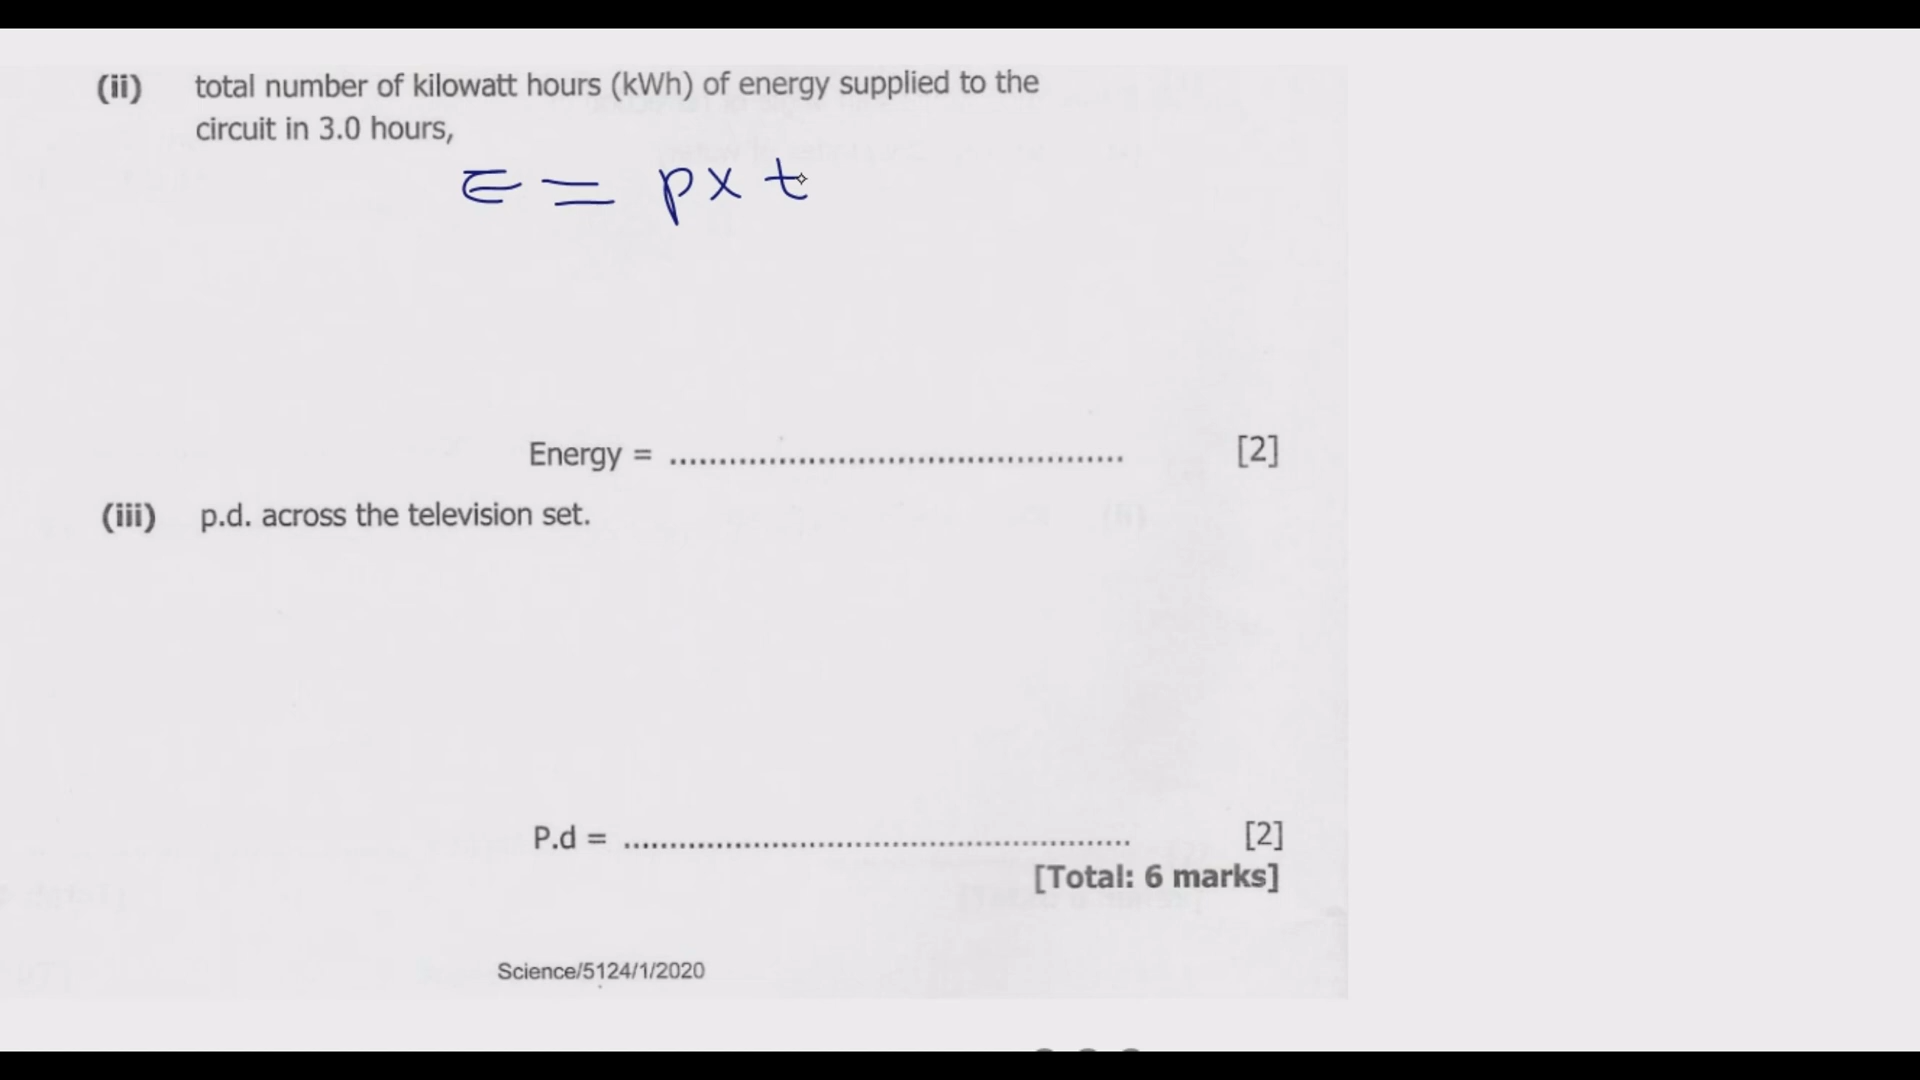 (ii) total number of kilowatt hours (kWh) of energy supplied to the
circuit in 3.0 hours,
E = p x t
Energy = ............................................. [2]
(iii) p.d. across the television set.
P.d = .................................................. [2]
[Total: 6 marks]
Science/5124/1/2020